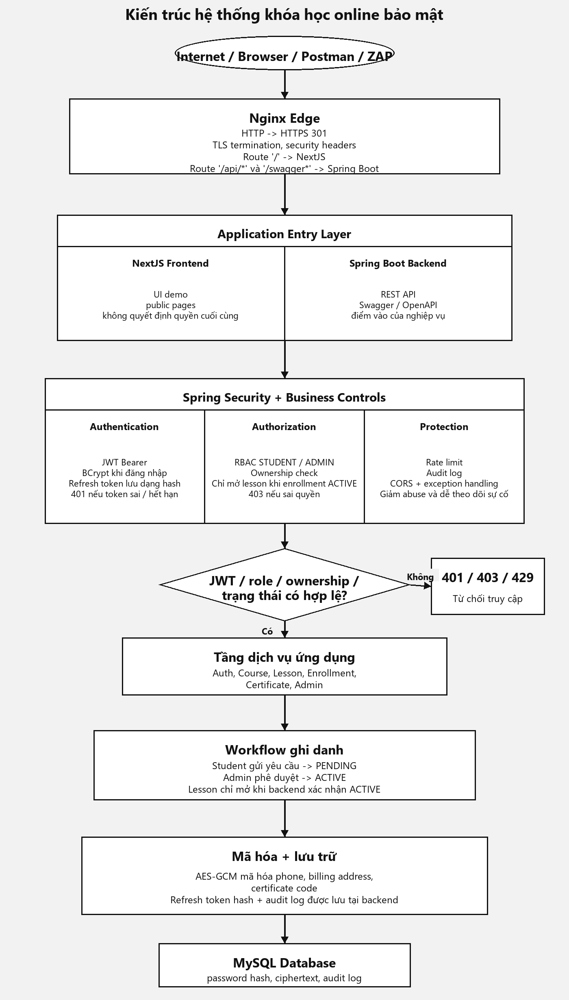 Kiến trúc hệ thống khóa học online bảo mật
Internet / Browser / Postman / ZAP
Nginx Edge
HTTP -> HTTPS 301
TLS termination, security headers
Route '/' -> NextJS
Route '/api/*' và '/swagger*' -> Spring Boot
Application Entry Layer
NextJS Frontend
UI demo
public pages
không quyết định quyền cuối cùng
Spring Boot Backend
REST API
Swagger / OpenAPI
điểm vào của nghiệp vụ
Spring Security + Business Controls
Authentication
JWT Bearer
BCrypt khi đăng nhập
Refresh token lưu dạng hash
401 nếu token sai / hết hạn
Authorization
RBAC STUDENT / ADMIN
Ownership check
Chỉ mở lesson khi enrollment ACTIVE
403 nếu sai quyền
Protection
Rate limit
Audit log
CORS + exception handling
Giảm abuse và dễ theo dõi sự cố
JWT / role / ownership /
trạng thái có hợp lệ?
Không
401 / 403 / 429
Từ chối truy cập
Có
Tầng dịch vụ ứng dụng
Auth, Course, Lesson, Enrollment,
Certificate, Admin
Workflow ghi danh
Student gửi yêu cầu -> PENDING
Admin phê duyệt -> ACTIVE
Lesson chỉ mở khi backend xác nhận ACTIVE
Mã hóa + lưu trữ
AES-GCM mã hóa phone, billing address,
certificate code
Refresh token hash + audit log được lưu tại backend
MySQL Database
password hash, ciphertext, audit log